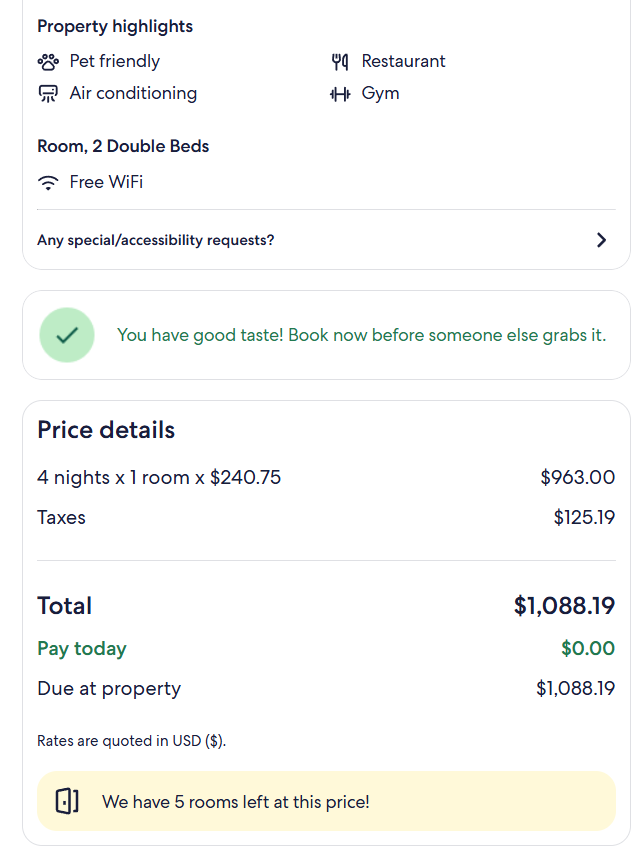 Property highlights
Pet friendly
Restaurant
Air conditioning
Gym
Room, 2 Double Beds
Free WiFi
Any special/accessibility requests?
You have good taste! Book now before someone else grabs it.
Price details
4 nights x 1 room x $240.75 $963.00
Taxes $125.19
Total $1,088.19
Pay today $0.00
Due at property $1,088.19
Rates are quoted in USD ($).
We have 5 rooms left at this price!